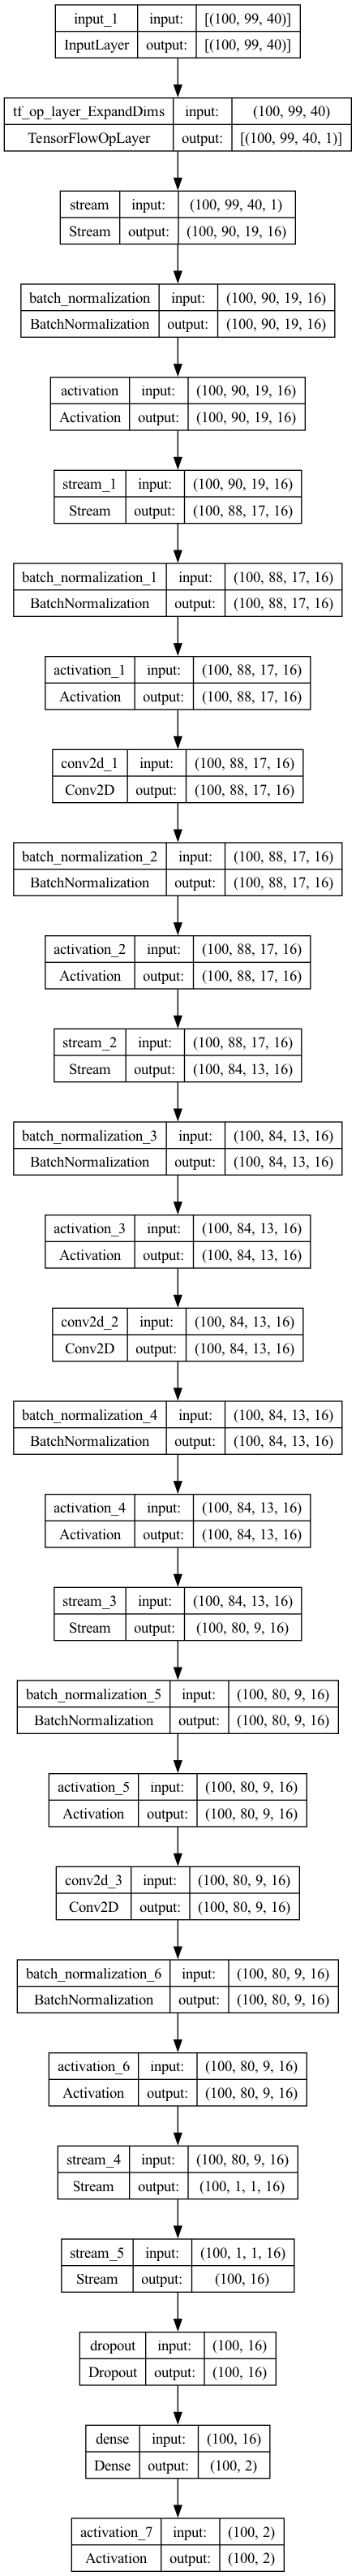 input_1 input: [(100, 99, 40)]
InputLayer output: [(100, 99, 40)]
tf_op_layer_ExpandDims input: (100, 99, 40)
TensorFlowOpLayer output: [(100, 99, 40, 1)]
stream input: (100, 99, 40, 1)
Stream output: (100, 90, 19, 16)
batch_normalization input: (100, 90, 19, 16)
BatchNormalization output: (100, 90, 19, 16)
activation input: (100, 90, 19, 16)
Activation output: (100, 90, 19, 16)
stream_1 input: (100, 90, 19, 16)
Stream output: (100, 88, 17, 16)
batch_normalization_1 input: (100, 88, 17, 16)
BatchNormalization output: (100, 88, 17, 16)
activation_1 input: (100, 88, 17, 16)
Activation output: (100, 88, 17, 16)
conv2d_1 input: (100, 88, 17, 16)
Conv2D output: (100, 88, 17, 16)
batch_normalization_2 input: (100, 88, 17, 16)
BatchNormalization output: (100, 88, 17, 16)
activation_2 input: (100, 88, 17, 16)
Activation output: (100, 88, 17, 16)
stream_2 input: (100, 88, 17, 16)
Stream output: (100, 84, 13, 16)
batch_normalization_3 input: (100, 84, 13, 16)
BatchNormalization output: (100, 84, 13, 16)
activation_3 input: (100, 84, 13, 16)
Activation output: (100, 84, 13, 16)
conv2d_2 input: (100, 84, 13, 16)
Conv2D output: (100, 84, 13, 16)
batch_normalization_4 input: (100, 84, 13, 16)
BatchNormalization output: (100, 84, 13, 16)
activation_4 input: (100, 84, 13, 16)
Activation output: (100, 84, 13, 16)
stream_3 input: (100, 84, 13, 16)
Stream output: (100, 80, 9, 16)
batch_normalization_5 input: (100, 80, 9, 16)
BatchNormalization output: (100, 80, 9, 16)
activation_5 input: (100, 80, 9, 16)
Activation output: (100, 80, 9, 16)
conv2d_3 input: (100, 80, 9, 16)
Conv2D output: (100, 80, 9, 16)
batch_normalization_6 input: (100, 80, 9, 16)
BatchNormalization output: (100, 80, 9, 16)
activation_6 input: (100, 80, 9, 16)
Activation output: (100, 80, 9, 16)
stream_4 input: (100, 80, 9, 16)
Stream output: (100, 1, 1, 16)
stream_5 input: (100, 1, 1, 16)
Stream output: (100, 16)
dropout input: (100, 16)
Dropout output: (100, 16)
dense input: (100, 16)
Dense output: (100, 2)
activation_7 input: (100, 2)
Activation output: (100, 2)